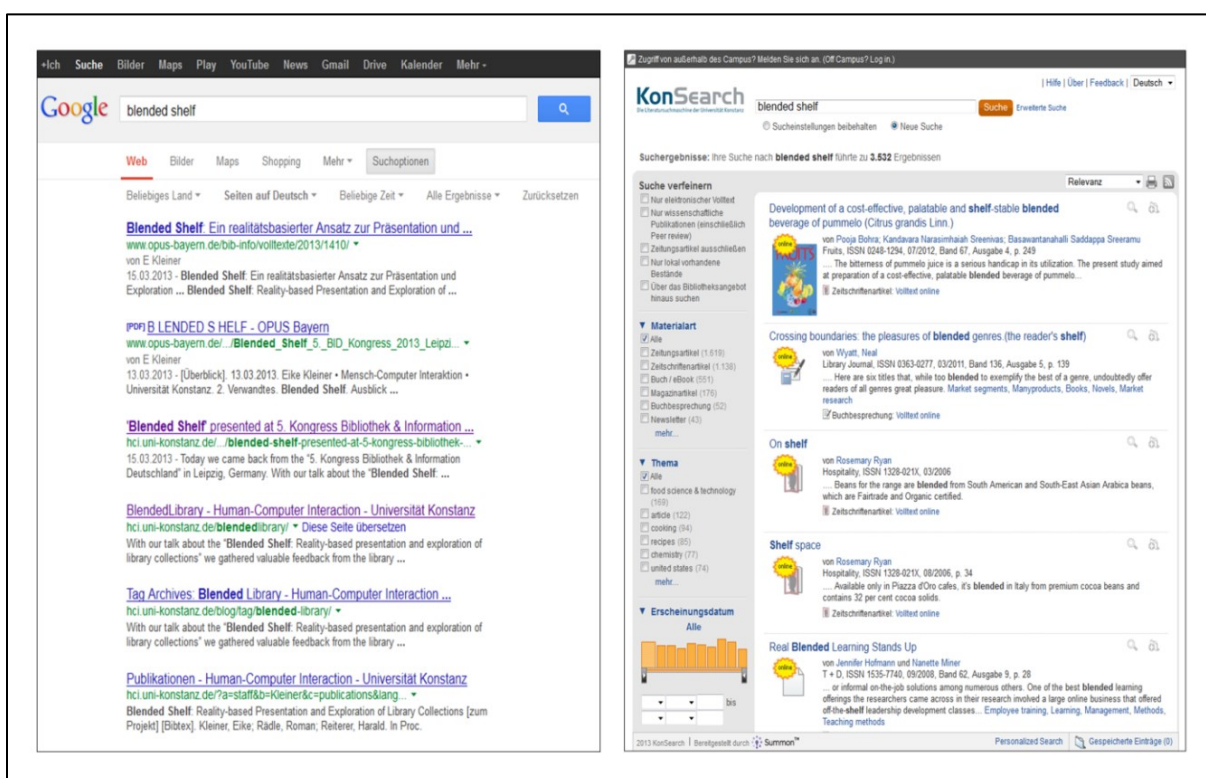 +Ich Suche Bilder Maps Play YouTube News Gmail Drive Kalender Mehr
Google blended shelf
Web Bilder Maps Shopping Mehr Suchoptionen
Beliebiges Land Seiten auf Deutsch Beliebige Zeit Alle Ergebnisse Zurücksetzen
Blended Shelf: Ein realitätsbasierter Ansatz zur Präsentation und ...
www.opus-bayern.de/bib-info/volltexte/2013/1410/
von E Kleiner
15.03.2013 - Blended Shelf: Ein realitätsbasierter Ansatz zur Präsentation und
Exploration ... Blended Shelf: Reality-based Presentation and Exploration of ...
[PDF] B LENDED S HELF - OPUS Bayern
www.opus-bayern.de/.../Blended_Shelf_5._BID_Kongress_2013_Leipzi...
von E Kleiner
13.03.2013 - [Überblick]. 13.03.2013. Eike Kleiner • Mensch-Computer Interaktion •
Universität Konstanz. 2. Verwandtes. Blended Shelf. Ausblick ...
'Blended Shelf' presented at 5. Kongress Bibliothek & Information ...
hci.uni-konstanz.de/.../blended-shelf-presented-at-5-kongress-bibliothek-...
15.03.2013 - Today we came back from the "5. Kongress Bibliothek & Information
Deutschland" in Leipzig, Germany. With our talk about the "Blended Shelf: ...
BlendedLibrary - Human-Computer Interaction - Universität Konstanz
hci.uni-konstanz.de/blendedlibrary/ Diese Seite übersetzen
With our talk about the "Blended Shelf: Reality-based presentation and exploration of
library collections" we gathered valuable feedback from the library ...
Tag Archives: Blended Library - Human-Computer Interaction ...
hci.uni-konstanz.de/blog/tag/blended-library/
With our talk about the "Blended Shelf: Reality-based presentation and exploration of
library collections" we gathered valuable feedback from the library ...
Publikationen - Human-Computer Interaction - Universität Konstanz
hci.uni-konstanz.de/?a=staff&b=Kleiner&c=publications&lang...
Blended Shelf: Reality-based Presentation and Exploration of Library Collections [zum
Projekt] [Bibtex]. Kleiner, Eike; Rädle, Roman; Reiterer, Harald. In Proc.
Zugriff von außerhalb des Campus? Melden Sie sich an. (Off Campus? Log in.)
| Hilfe | Über | Feedback | Deutsch
KonSearch
Die Literatursuchmaschine der Universität Konstanz
blended shelf Suche Erweiterte Suche
Sucheinstellungen beibehalten Neue Suche
Suchergebnisse: Ihre Suche nach blended shelf führte zu 3.532 Ergebnissen
Relevanz
Suche verfeinern
Nur elektronischer Volltext
Nur wissenschaftliche
Publikationen (einschließlich
Peer review)
Zeitungsartikel ausschließen
Nur lokal vorhandene
Bestände
Über das Bibliotheksangebot
hinaus suchen
Materialart
Alle
Zeitungsartikel (1.618)
Zeitschriftenartikel (1.138)
Buch / eBook (551)
Magazinartikel (176)
Buchbesprechung (52)
Newsletter (43)
mehr...
Thema
Alle
food science & technology
(169)
article (122)
cooking (94)
recipes (85)
chemistry (77)
united states (74)
mehr...
Erscheinungsdatum
Alle
bis
Development of a cost-effective, palatable and shelf-stable blended
beverage of pummelo (Citrus grandis Linn.)
online
FRUITS
von Pooja Bohra; Kandavara Narasimhaiah Sreenivas; Basawantanahalli Saddappa Sreeramu
Fruits, ISSN 0248-1294, 07/2012, Band 67, Ausgabe 4, p. 249
.... The bitterness of pummelo juice is a serious handicap in its utilization. The present study aimed
at preparation of a cost-effective, palatable blended beverage of pummelo...
Zeitschriftenartikel: Volltext online
Crossing boundaries: the pleasures of blended genres.(the reader's shelf)
online
von Wyatt, Neal
Library Journal, ISSN 0363-0277, 03/2011, Band 136, Ausgabe 5, p. 139
.... Here are six titles that, while too blended to exemplify the best of a genre, undoubtedly offer
readers of all genres great pleasure. Market segments, Manyproducts, Books, Novels, Market
research
Buchbesprechung: Volltext online
On shelf
online
von Rosemary Ryan
Hospitality, ISSN 1328-021X, 03/2006
.... Beans for the range are blended from South American and South-East Asian Arabica beans,
which are Fairtrade and Organic certified.
Zeitschriftenartikel: Volltext online
Shelf space
online
von Rosemary Ryan
Hospitality, ISSN 1328-021X, 08/2006, p. 34
.... Available only in Piazza d'Oro cafes, it's blended in Italy from premium cocoa beans and
contains 32 per cent cocoa solids.
Zeitschriftenartikel: Volltext online
Real Blended Learning Stands Up
online
von Jennifer Hofmann und Nanette Miner
T + D, ISSN 1535-7740, 09/2008, Band 62, Ausgabe 9, p. 28
... or informal on-the-job solutions among numerous others. One of the best blended learning
offerings the researchers came across in their research involved a large online business that offered
off-the-shelf leadership development classes... Employee training, Learning, Management, Methods,
Teaching methods
2013 KonSearch | Bereitgestellt durch Summon™ Personalized Search Gespeicherte Einträge (0)